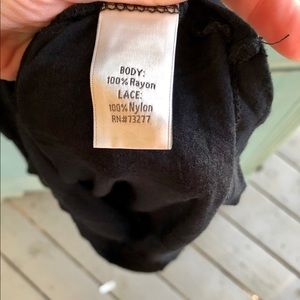 BODY:
100% Rayon
LACE:
100% Nylon
RN#73277